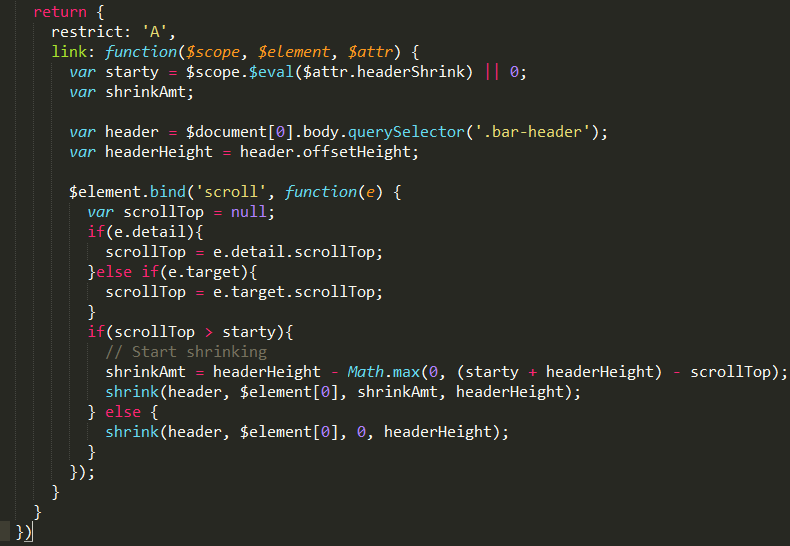 return {
restrict: 'A',
link: function($scope, $element, $attr) {
var starty = $scope.$eval($attr.headerShrink) || 0;
var shrinkAmt;
var header = $document[0].body.querySelector('.bar-header');
var headerHeight = header.offsetHeight;
$element.bind('scroll', function(e) {
var scrollTop = null;
if(e.detail){
scrollTop = e.detail.scrollTop;
}else if(e.target){
scrollTop = e.target.scrollTop;
}
if(scrollTop > starty){
// Start shrinking
shrinkAmt = headerHeight - Math.max(0, (starty + headerHeight) - scrollTop);
shrink(header, $element[0], shrinkAmt, headerHeight);
} else {
shrink(header, $element[0], 0, headerHeight);
}
});
}
}
})